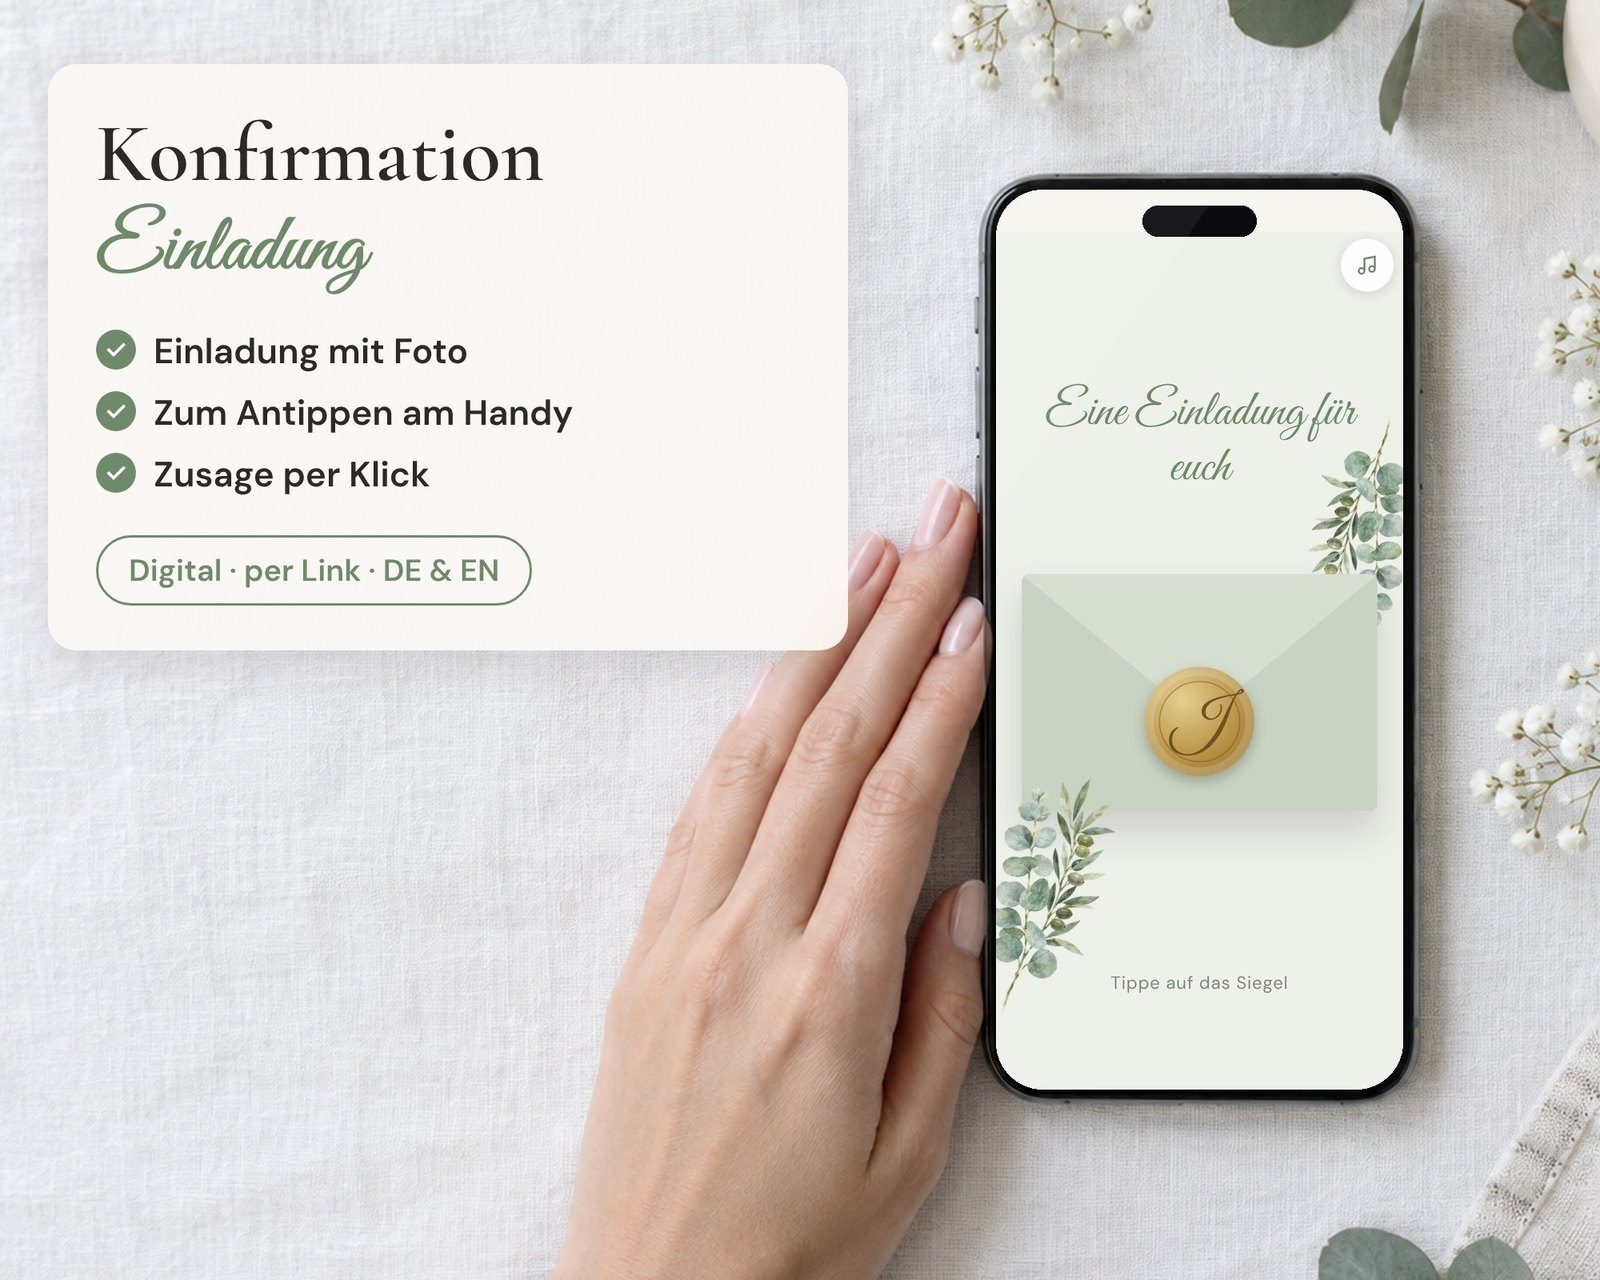 Konfirmation
Einladung
Einladung mit Foto
Zum Antippen am Handy
Zusage per Klick
Digital · per Link · DE & EN
Eine Einladung für
euch
J
Tippe auf das Siegel